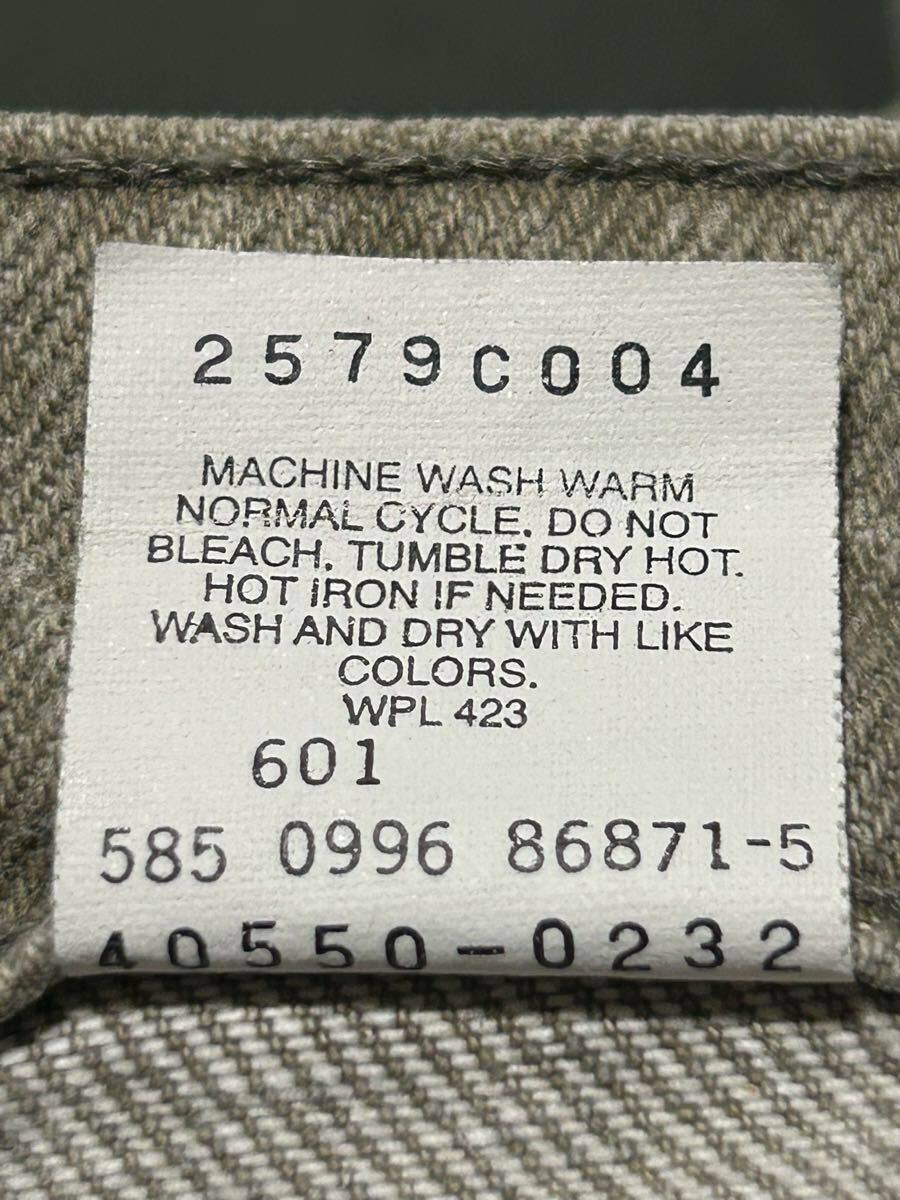 2579C004
MACHINE WASH WARM
NORMAL CYCLE. DO NOT
BLEACH. TUMBLE DRY HOT.
HOT IRON IF NEEDED.
WASH AND DRY WITH LIKE
COLORS.
WPL 423
601
585 0996 86871-5
40550-0232